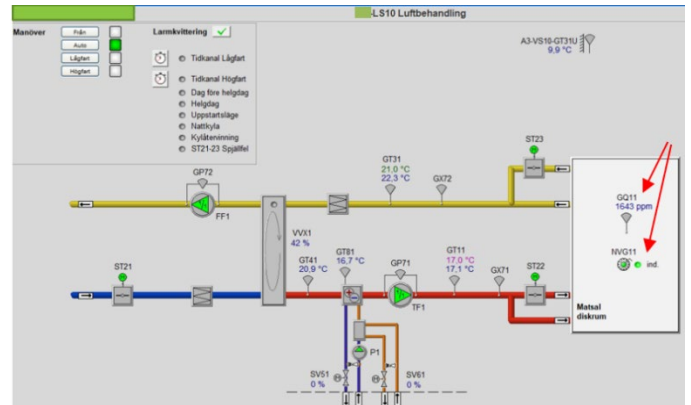 -LS10 Luftbehandling
Manöver
Från
Auto
Lågfart
Högfart
Larmkvittering
Tidkanal Lågfart
Tidkanal Högfart
Dag före helgdag
Helgdag
Uppstartsläge
Nattkyla
Kylåtervinning
ST21-23 Spjällfel
A3-VS10-GT31U
9,9 °C
ST23
GT31
21,0 °C
22,3 °C
GX72
GP72
FF1
GQ11
1643 ppm
NVG11
ind.
VVX1
42 %
ST21
GT41
20,9 °C
GT81
16,7 °C
GP71
TF1
GT11
17,0 °C
17,1 °C
GX71
ST22
Matsal
diskrum
P1
SV51
0 %
SV61
0 %